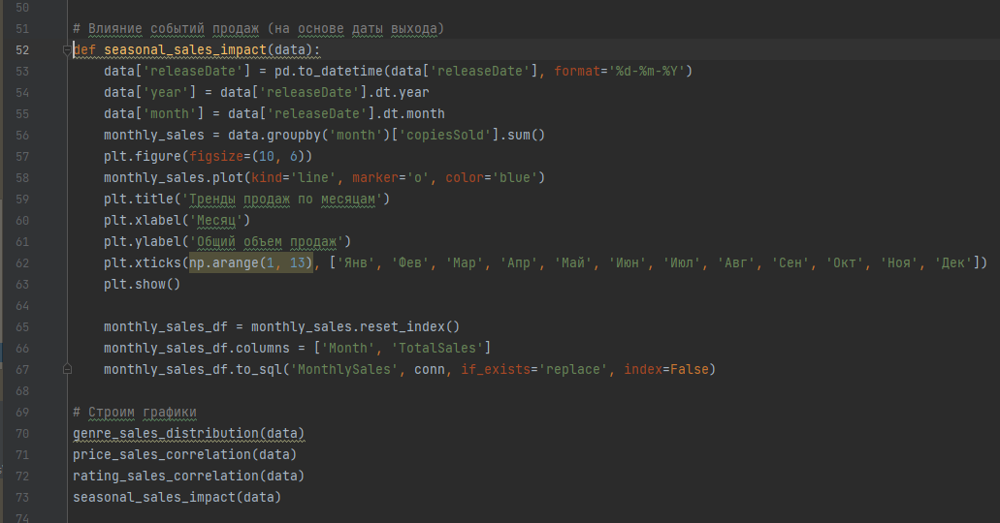 50
51 # Влияние событий продаж (на основе даты выхода)
52 def seasonal_sales_impact(data):
53 data['releaseDate'] = pd.to_datetime(data['releaseDate'], format='%d-%m-%Y')
54 data['year'] = data['releaseDate'].dt.year
55 data['month'] = data['releaseDate'].dt.month
56 monthly_sales = data.groupby('month')['copiesSold'].sum()
57 plt.figure(figsize=(10, 6))
58 monthly_sales.plot(kind='line', marker='o', color='blue')
59 plt.title('Тренды продаж по месяцам')
60 plt.xlabel('Месяц')
61 plt.ylabel('Общий объем продаж')
62 plt.xticks(np.arange(1, 13), ['Янв', 'Фев', 'Мар', 'Апр', 'Май', 'Июн', 'Июл', 'Авг', 'Сен', 'Окт', 'Ноя', 'Дек'])
63 plt.show()
64
65 monthly_sales_df = monthly_sales.reset_index()
66 monthly_sales_df.columns = ['Month', 'TotalSales']
67 monthly_sales_df.to_sql('MonthlySales', conn, if_exists='replace', index=False)
68
69 # Строим графики
70 genre_sales_distribution(data)
71 price_sales_correlation(data)
72 rating_sales_correlation(data)
73 seasonal_sales_impact(data)
74